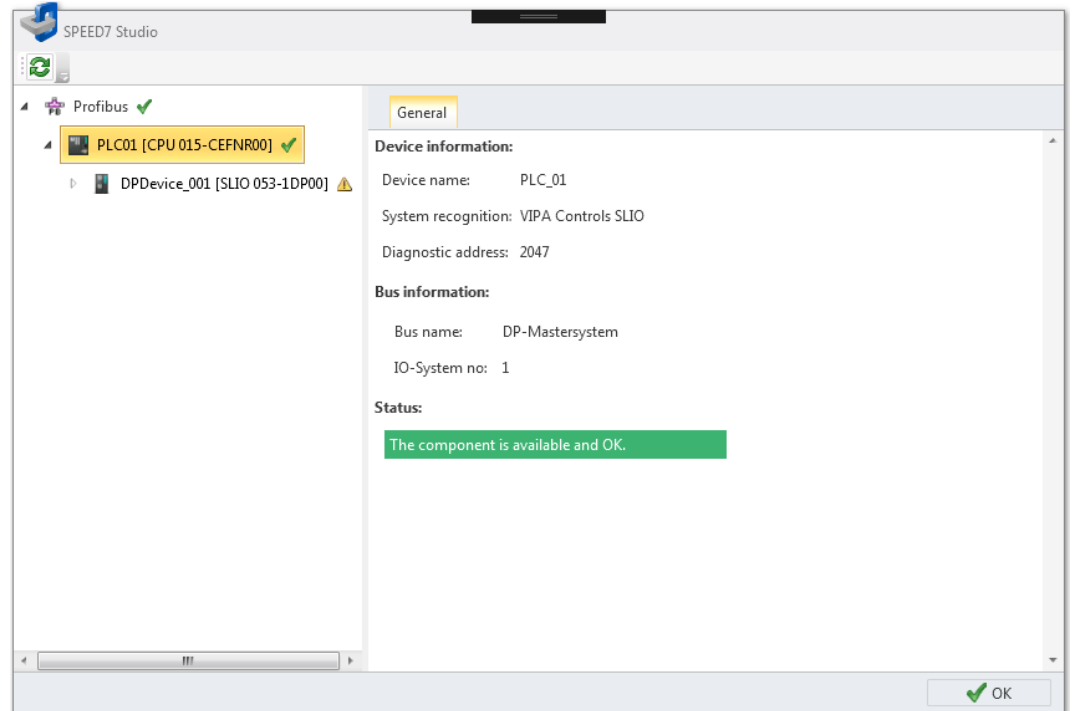 SPEED7 Studio
Profibus
PLC01 [CPU 015-CEFNR00]
DPDevice_001 [SLIO 053-1DP00]
General
Device information:
Device name: PLC_01
System recognition: VIPA Controls SLIO
Diagnostic address: 2047
Bus information:
Bus name: DP-Mastersystem
IO-System no: 1
Status:
The component is available and OK.
OK